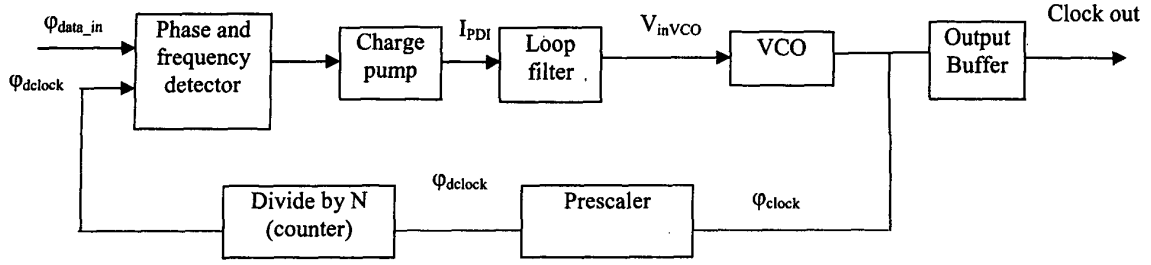 Clock out
φdata_in
Phase and
frequency
detector
φdclock
Charge
pump
IPDI
Loop
filter
VinVCO
VCO
Output
Buffer
Divide by N
(counter)
φdclock
Prescaler
φclock